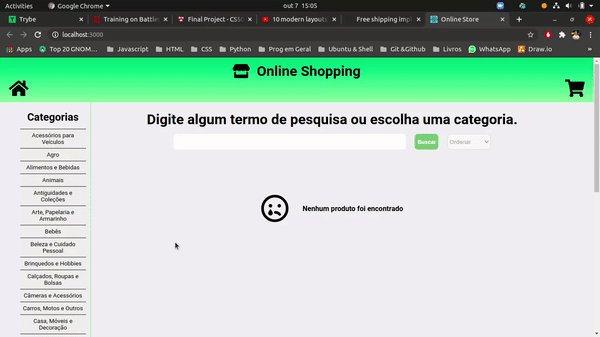 Activities
Google Chrome
out 7 15:05
Trybe
Training on Battle
Final Project - CS50
10 modern layouts
Free shipping imp
Online Store
localhost:3000
Apps
Top 20 GNOM...
Javascript
HTML
CSS
Python
Prog em Geral
Ubuntu & Shell
Git &Github
Livros
WhatsApp
Draw.io
Online Shopping
Categorias
Acessórios para
Veículos
Agro
Alimentos e Bebidas
Animais
Antiguidades e
Coleções
Arte, Papelaria e
Armarinho
Bebês
Beleza e Cuidado
Pessoal
Brinquedos e Hobbies
Calçados, Roupas e
Bolsas
Câmeras e Acessórios
Carros, Motos e Outros
Casa, Móveis e
Decoração
Digite algum termo de pesquisa ou escolha uma categoria.
Buscar
Ordenar
Nenhum produto foi encontrado